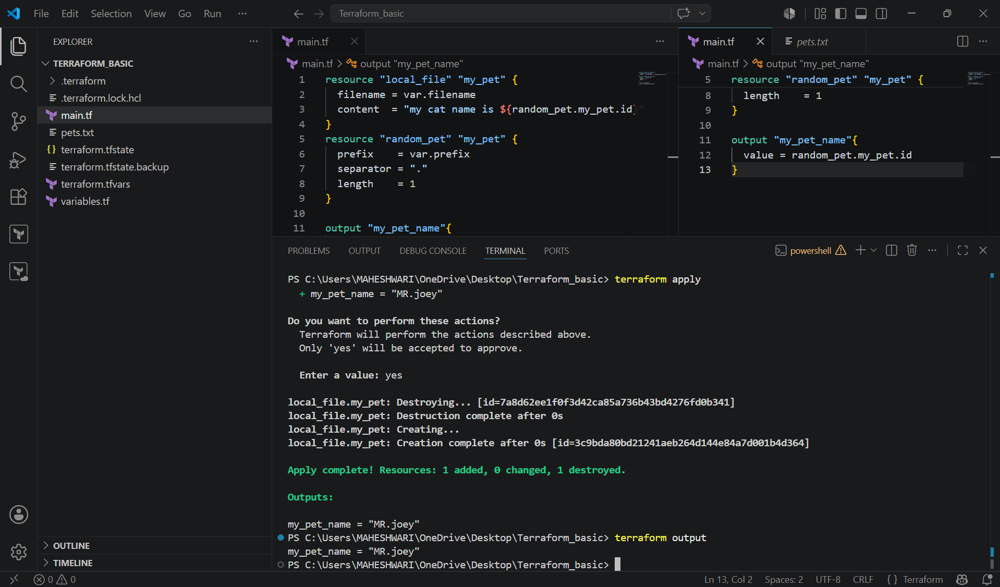 File Edit Selection View Go Run ···
Terraform_basic
EXPLORER
TERRAFORM_BASIC
.terraform
.terraform.lock.hcl
main.tf
pets.txt
terraform.tfstate
terraform.tfstate.backup
terraform.tfvars
variables.tf
OUTLINE
TIMELINE
main.tf
main.tf > output "my_pet_name"
1 resource "local_file" "my_pet" {
2 filename = var.filename
3 content = "my cat name is ${random_pet.my_pet.id}"
4 }
5 resource "random_pet" "my_pet" {
6 prefix = var.prefix
7 separator = "."
8 length = 1
9 }
10
11 output "my_pet_name"{
main.tf pets.txt
main.tf > output "my_pet_name"
5 resource "random_pet" "my_pet" {
8 length = 1
9 }
10
11 output "my_pet_name"{
12 value = random_pet.my_pet.id
13 }
PROBLEMS OUTPUT DEBUG CONSOLE TERMINAL PORTS
powershell
PS C:\Users\MAHESHWARI\OneDrive\Desktop\Terraform_basic> terraform apply
+ my_pet_name = "MR.joey"
Do you want to perform these actions?
Terraform will perform the actions described above.
Only 'yes' will be accepted to approve.
Enter a value: yes
local_file.my_pet: Destroying... [id=7a8d62ee1f0f3d42ca85a736b43bd4276fd0b341]
local_file.my_pet: Destruction complete after 0s
local_file.my_pet: Creating...
local_file.my_pet: Creation complete after 0s [id=3c9bda80bd21241aeb264d144e84a7d001b4d364]
Apply complete! Resources: 1 added, 0 changed, 1 destroyed.
Outputs:
my_pet_name = "MR.joey"
PS C:\Users\MAHESHWARI\OneDrive\Desktop\Terraform_basic> terraform output
my_pet_name = "MR.joey"
PS C:\Users\MAHESHWARI\OneDrive\Desktop\Terraform_basic>
0 0
Ln 13, Col 2 Spaces: 2 UTF-8 CRLF { } Terraform